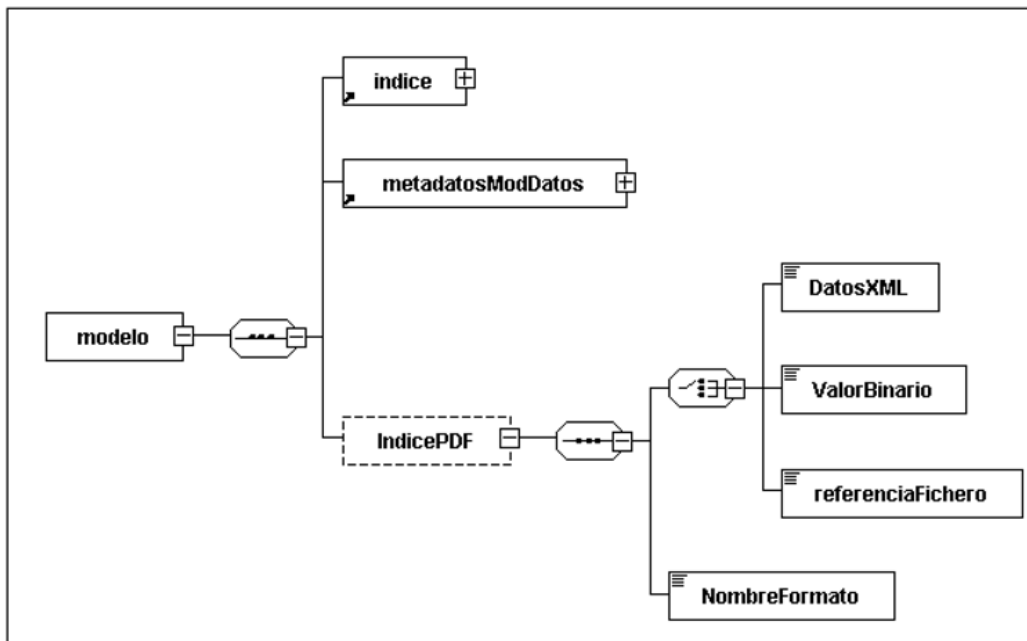 indice
metadatosModDatos
DatosXML
modelo
ValorBinario
IndicePDF
referenciaFichero
NombreFormato